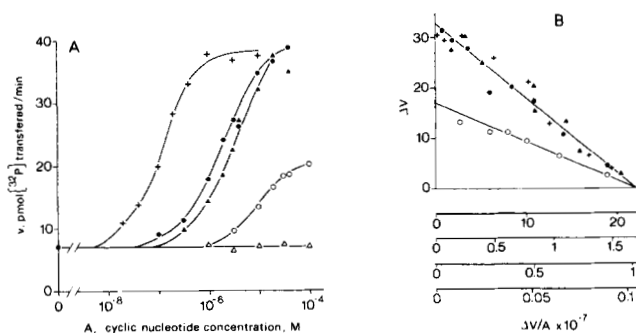 A
v, pmol [32P] transferred / min
40
30
20
10
0
0
10⁻⁸
10⁻⁶
10⁻⁴
A, cyclic nucleotide concentration, M
B
ΔV
30
20
10
0
0 10 20
0 0.5 1 1.5
0 0.5 1
0 0.05 0.1
ΔV/A x 10⁻⁷